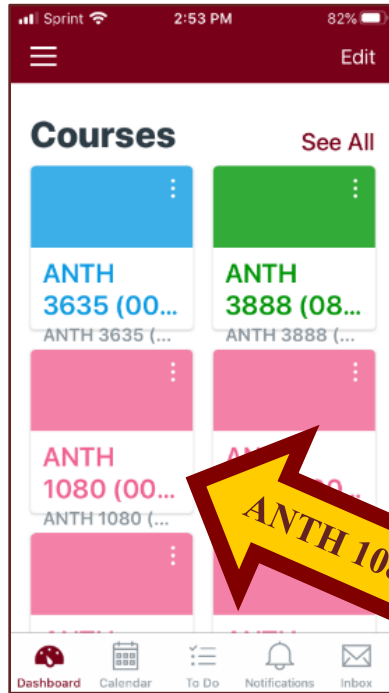 Sprint 2:53 PM 82%
Edit
Courses See All
ANTH ANTH
3635 (00... 3888 (08...
ANTH 3635 (... ANTH 3888 (...
ANTH
1080 (00...
ANTH 1080 (...
ANTH 108
Dashboard Calendar To Do Notifications Inbox